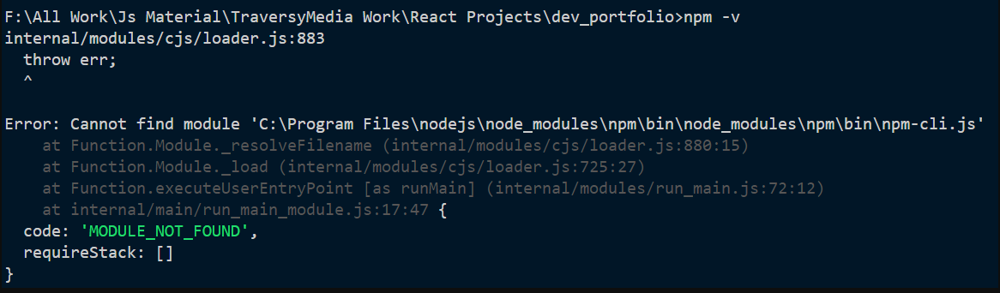 F:\All Work\Js Material\TraversyMedia Work\React Projects\dev_portfolio>npm -v
internal/modules/cjs/loader.js:883
  throw err;
  ^

Error: Cannot find module 'C:\Program Files\nodejs\node_modules\npm\bin\node_modules\npm\bin\npm-cli.js'
    at Function.Module._resolveFilename (internal/modules/cjs/loader.js:880:15)
    at Function.Module._load (internal/modules/cjs/loader.js:725:27)
    at Function.executeUserEntryPoint [as runMain] (internal/modules/run_main.js:72:12)
    at internal/main/run_main_module.js:17:47 {
  code: 'MODULE_NOT_FOUND',
  requireStack: []
}